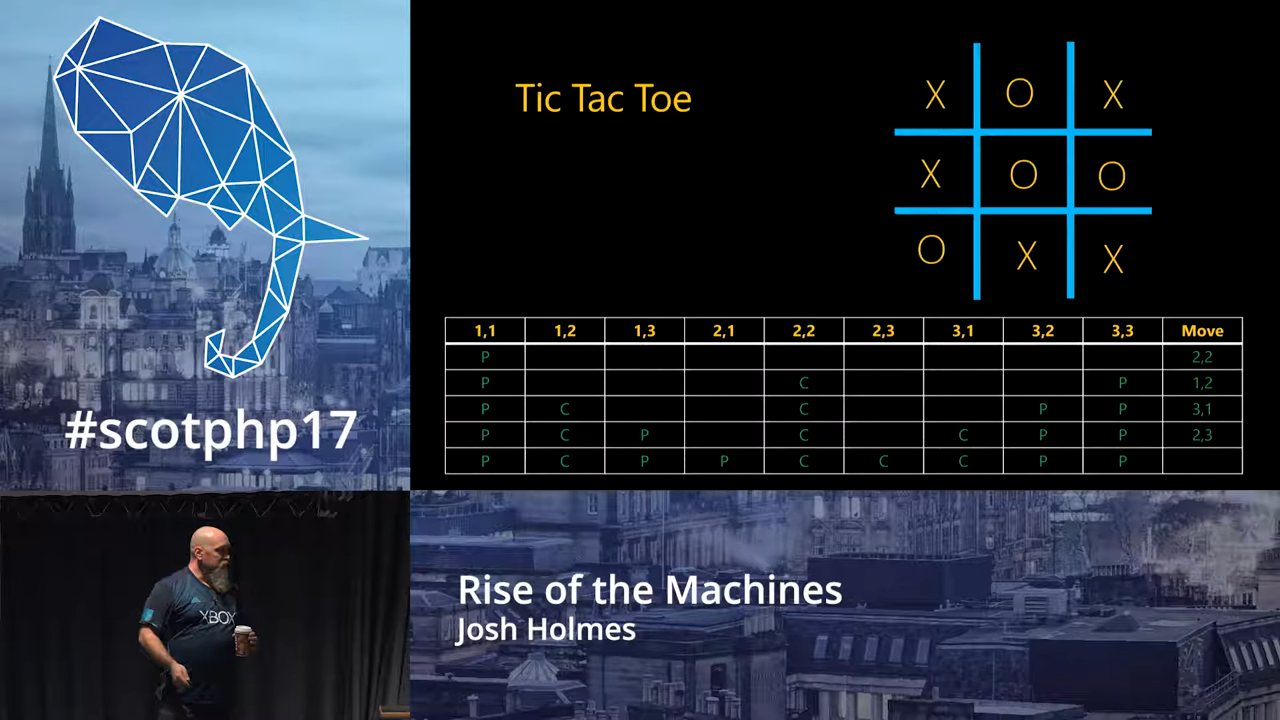 Tic Tac Toe
X O X
X O O
O X X
1,1 1,2 1,3 2,1 2,2 2,3 3,1 3,2 3,3 Move
P 2,2
P C P 1,2
P C C P P 3,1
P C P C C P P 2,3
P C P P C C C P P
#scotphp17
XBOX
Rise of the Machines
Josh Holmes